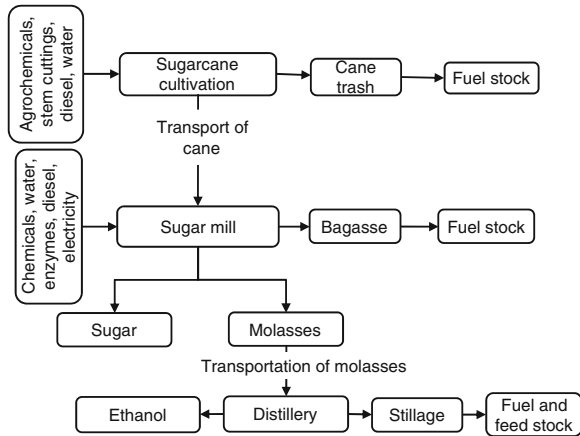 Agrochemicals,
stem cuttings,
diesel, water
Sugarcane
cultivation
Cane
trash
Fuel stock
Transport of
cane
Chemicals, water,
enzymes, diesel,
electricity
Sugar mill
Bagasse
Fuel stock
Sugar
Molasses
Transportation of molasses
Ethanol
Distillery
Stillage
Fuel and
feed stock